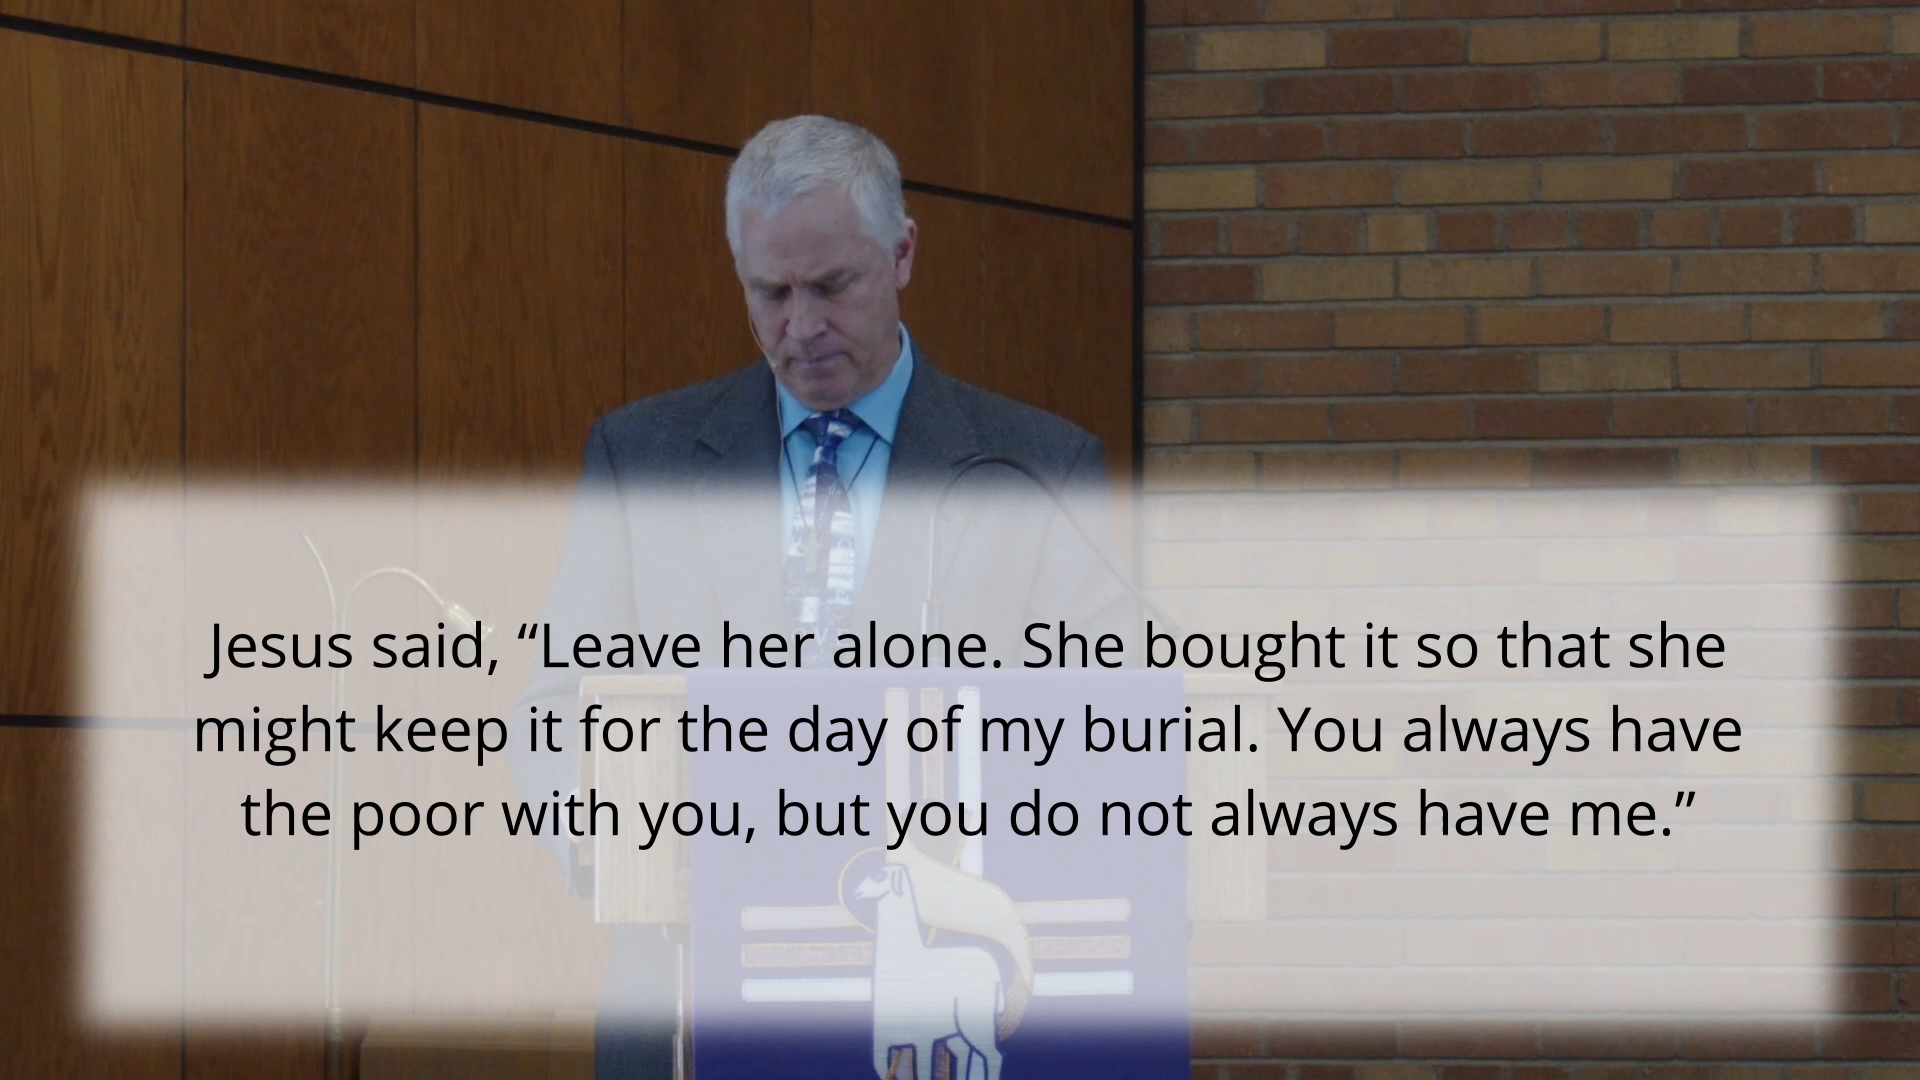 Jesus said, “Leave her alone. She bought it so that she
might keep it for the day of my burial. You always have
the poor with you, but you do not always have me.”